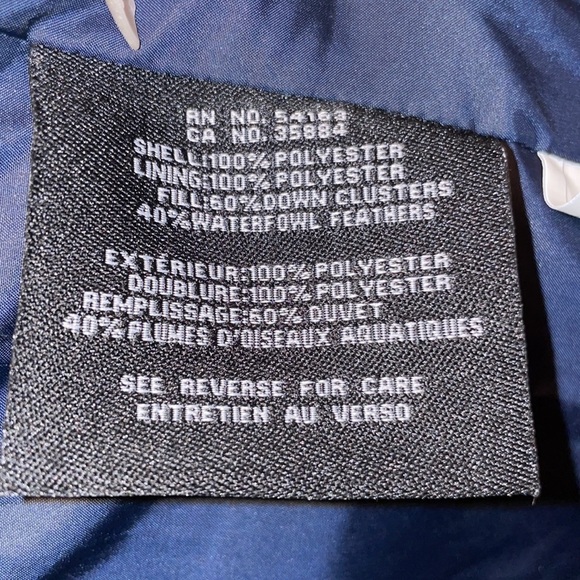 RN NO. 54163
CA NO. 35884
SHELL:100% POLYESTER
LINING:100% POLYESTER
FILL:60% DOWN CLUSTERS
40% WATERFOWL FEATHERS
EXTÉRIEUR:100% POLYESTER
DOUBLURE:100% POLYESTER
REMPLISSAGE:60% DUVET
40% PLUMES D'OISEAUX AQUATIQUES
SEE REVERSE FOR CARE
ENTRETIEN AU VERSO